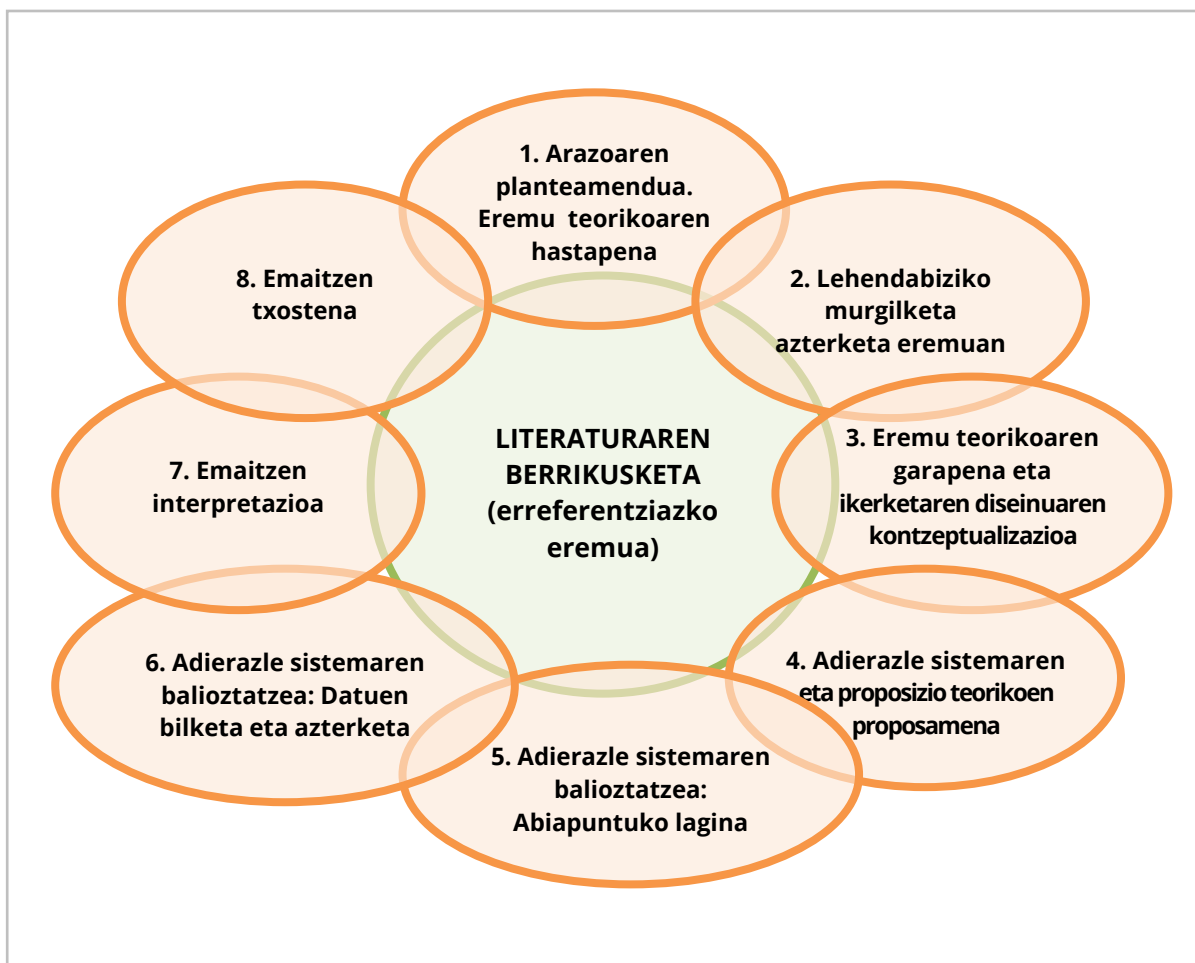 1. Arazoaren
planteamendua.
Eremu teorikoaren
hastapena
2. Lehendabiziko
murgilketa
azterketa eremuan
3. Eremu teorikoaren
garapena eta
ikerketaren diseinuaren
kontzeptualizazioa
4. Adierazle sistemaren
eta proposizio teorikoen
proposamena
5. Adierazle sistemaren
balioztatzea:
Abiapuntuko lagina
6. Adierazle sistemaren
balioztatzea: Datuen
bilketa eta azterketa
7. Emaitzen
interpretazioa
8. Emaitzen
txostena
LITERATURAREN
BERRIKUSKETA
(erreferentziazko
eremua)